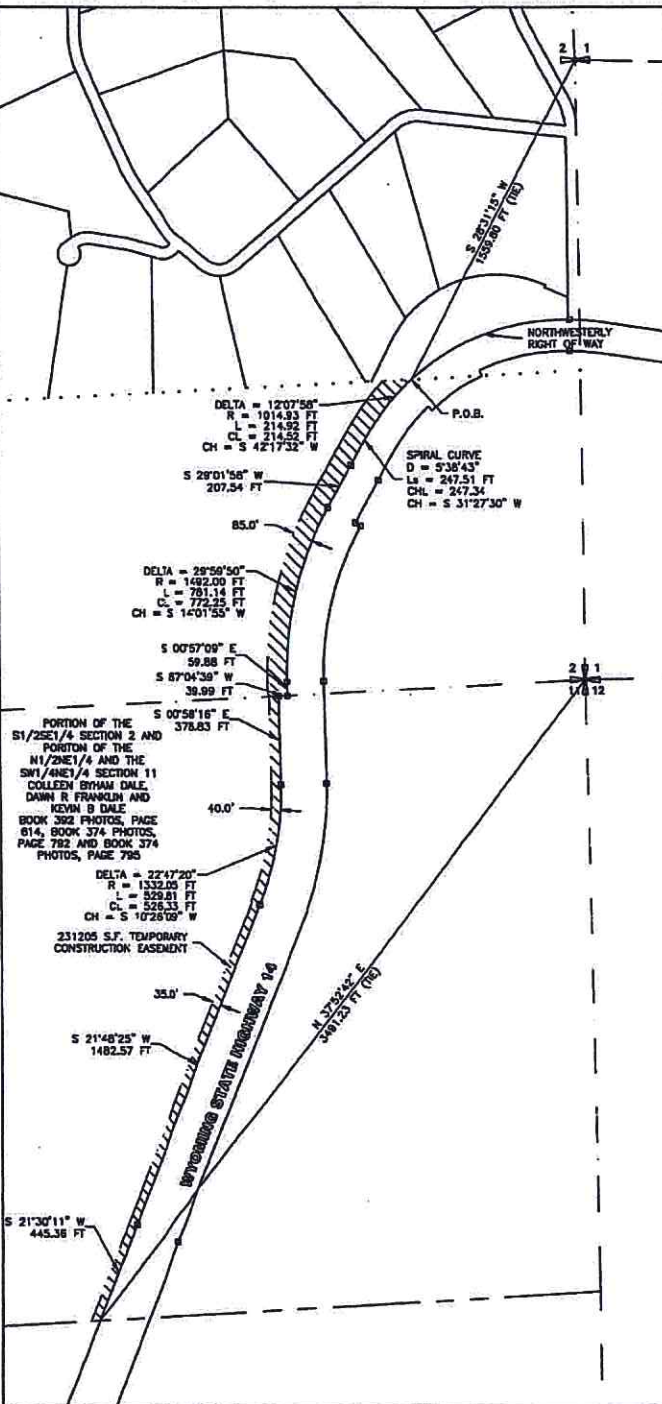 2 1
S 28°31'15" W
1559.80 FT (TIE)
NORTHWESTERLY
RIGHT OF WAY
P.O.B.
DELTA = 12°07'58"
R = 1014.93 FT
L = 214.92 FT
CL = 214.52 FT
CH = S 42°17'32" W
SPIRAL CURVE
D = 5°38'43"
Ls = 247.51 FT
CHL = 247.34
CH = S 31°27'30" W
S 29°01'58" W
207.54 FT
85.0'
DELTA = 29°59'50"
R = 1492.00 FT
L = 781.14 FT
CL = 772.25 FT
CH = S 14°01'55" W
S 00°57'09" E
59.88 FT
S 87°04'39" W
39.99 FT
2 1
11 12
S 00°58'16" E
378.83 FT
PORTION OF THE
S1/2SE1/4 SECTION 2 AND
PORITON OF THE
N1/2NE1/4 AND THE
SW1/4NE1/4 SECTION 11
COLLEEN BYHAM DALE,
DAWN R FRANKLIN AND
KEVIN B DALE
BOOK 392 PHOTOS, PAGE
614, BOOK 374 PHOTOS,
PAGE 792 AND BOOK 374
PHOTOS, PAGE 795
40.0'
DELTA = 22°47'20"
R = 1332.05 FT
L = 529.81 FT
CL = 526.33 FT
CH = S 10°26'09" W
231205 S.F. TEMPORARY
CONSTRUCTION EASEMENT
35.0'
N 37°52'42" E
3491.23 FT (TIE)
WYOMING STATE HIGHWAY 14
S 21°48'25" W
1482.57 FT
S 21°30'11" W
445.36 FT